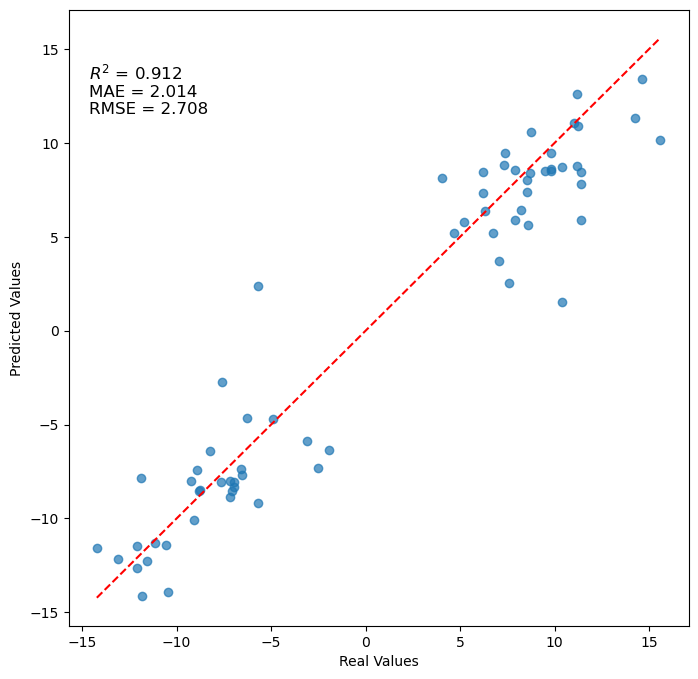 R² = 0.912
MAE = 2.014
RMSE = 2.708
15
10
5
0
−5
−10
−15
Predicted Values
−15 −10 −5 0 5 10 15
Real Values